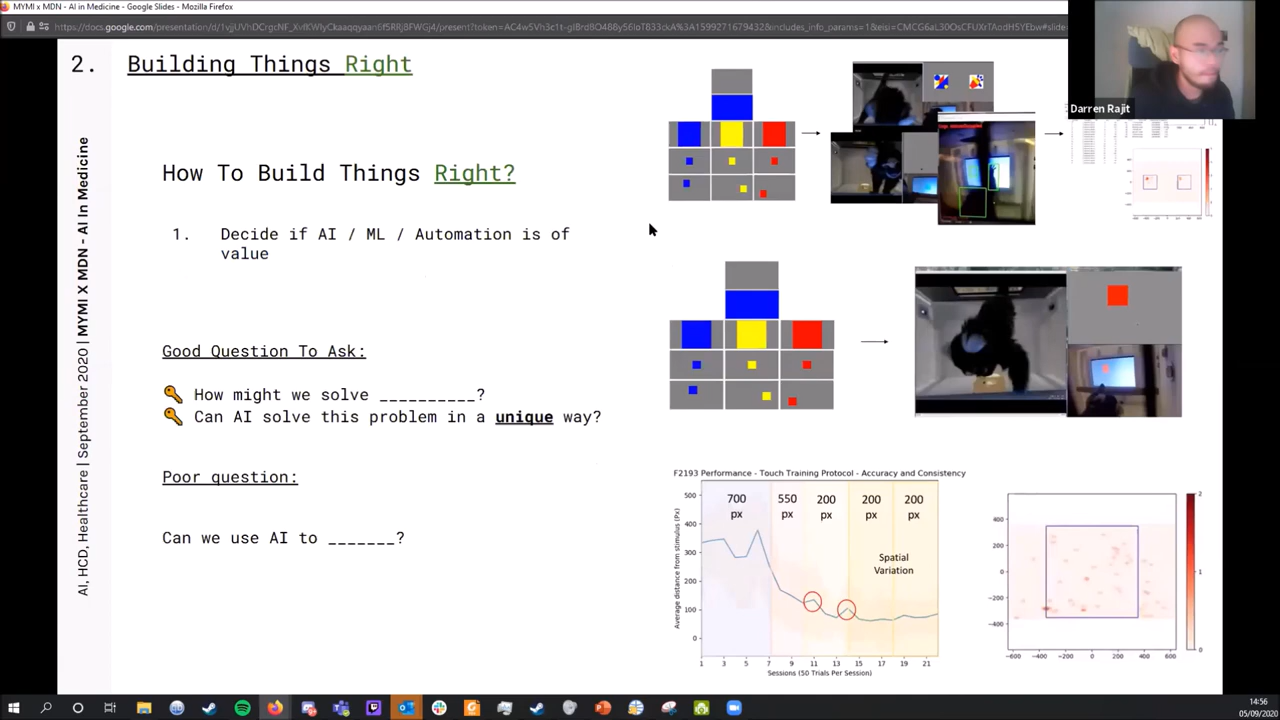 MYMI x MDN - AI in Medicine - Google Slides - Mozilla Firefox
Darren Rajit
2. Building Things Right
How To Build Things Right?
1. Decide if AI / ML / Automation is of
value
Good Question To Ask:
How might we solve __________?
Can AI solve this problem in a unique way?
Poor question:
Can we use AI to _______?
AI, HCD, Healthcare | September 2020 | MYMI X MDN - AI In Medicine
F2193 Performance - Touch Training Protocol - Accuracy and Consistency
700 px
550 px
200 px
200 px
200 px
Spatial
Variation
Average distance from stimulus (Px)
500
400
300
200
100
0
1 3 5 7 9 11 13 15 17 19 21
Sessions (50 Trials Per Session)
400
200
0
-200
-400
-600 -400 -200 0 200 400 600
2
1
0
14:56
05/09/2020